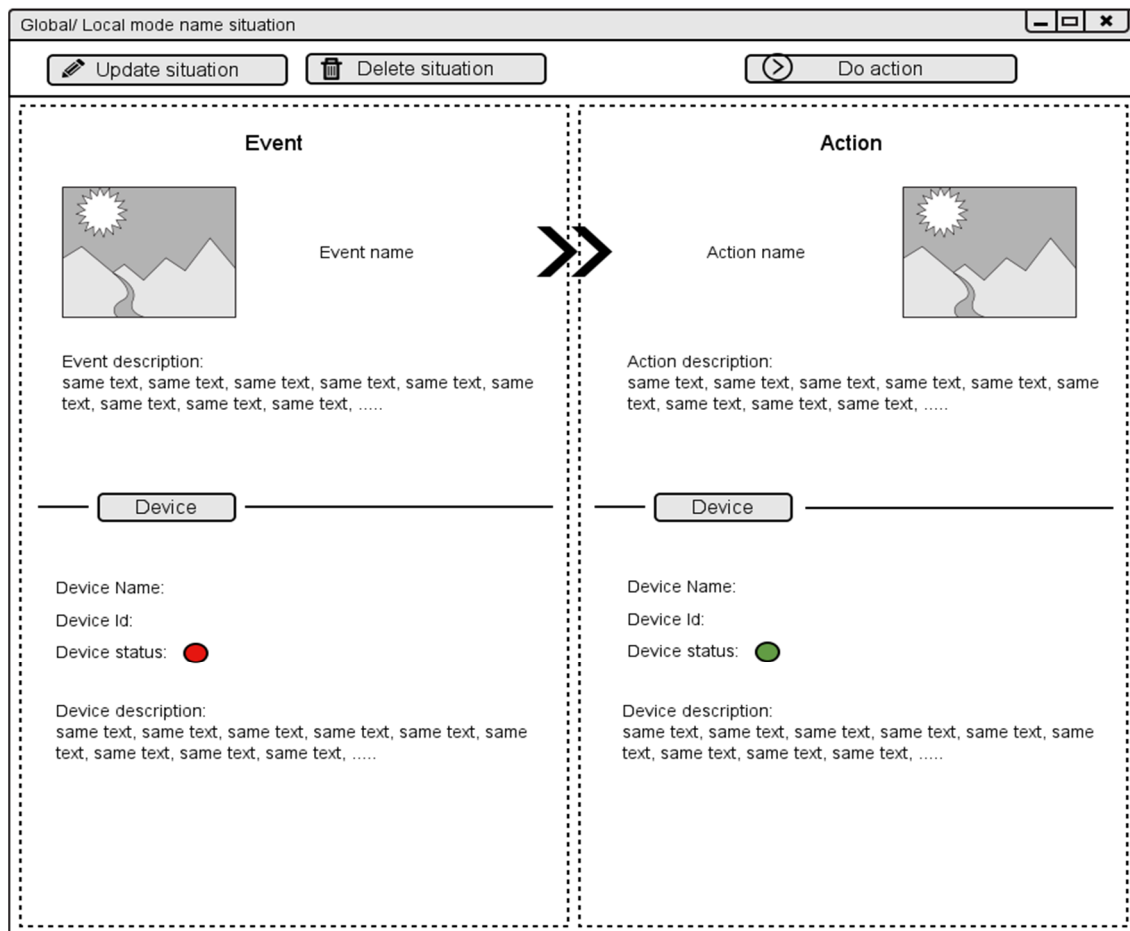 Global/ Local mode name situation
Update situation
Delete situation
Do action
Event
Event name
Event description:
same text, same text, same text, same text, same text, same
text, same text, same text, same text, .....
Device
Device Name:
Device Id:
Device status:
Device description:
same text, same text, same text, same text, same text, same
text, same text, same text, same text, .....
Action
Action name
Action description:
same text, same text, same text, same text, same text, same
text, same text, same text, same text, .....
Device
Device Name:
Device Id:
Device status:
Device description:
same text, same text, same text, same text, same text, same
text, same text, same text, same text, .....